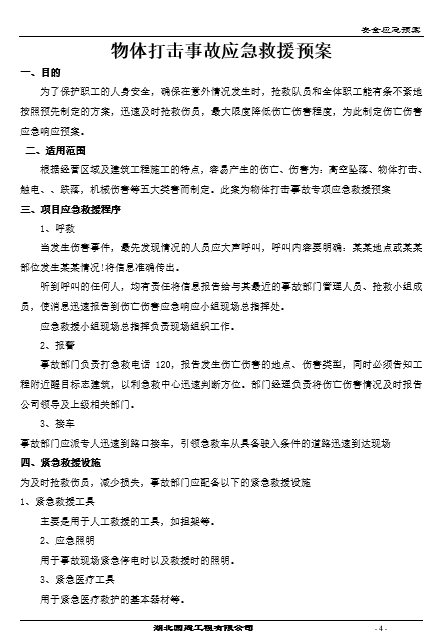 安全应急预案
物体打击事故应急救援预案
一、目的
为了保护职工的人身安全，确保在意外情况发生时，抢救队员和全体职工能有条不紊地
按照预先制定的方案，迅速及时抢救伤员，最大限度降低伤亡伤害程度，为此制定伤亡伤害
应急响应预案。
二、适用范围
根据经营区域及建筑工程施工的特点，容易产生的伤亡、伤害为：高空坠落、物体打击、
触电、、跌落，机械伤害等五大类害而制定。此案为物体打击事故专项应急救援预案
三、项目应急救援程序
1、呼救
当发生伤害事件，最先发现情况的人员应大声呼叫，呼叫内容要明确：某某地点或某某
部位发生某某情况!将信息准确传出。
听到呼叫的任何人，均有责任将信息报告给与其最近的事故部门管理人员、抢救小组成
员，使消息迅速报告到伤亡伤害应急响应小组现场总指挥处。
应急救援小组现场总指挥负责现场组织工作。
2、报警
事故部门负责打急救电话 120，报告发生伤亡伤害的地点、伤害类型，同时必须告知工
程附近醒目标志建筑，以利急救中心迅速判断方位。部门经理负责将伤亡伤害情况及时报告
公司领导及上级相关部门。
3、接车
事故部门应派专人迅速到路口接车，引领急救车从具备驶入条件的道路迅速到达现场
四、紧急救援设施
为及时抢救伤员，减少损失，事故部门应配备以下的紧急救援设施
1、紧急救援工具
主要是用于人工救援的工具，如担架等。
2、应急照明
用于事故现场紧急停电时以及救援时的照明。
3、紧急医疗工具
用于紧急医疗救护的基本器材等。
湖北园鸿工程有限公司 - 4 -